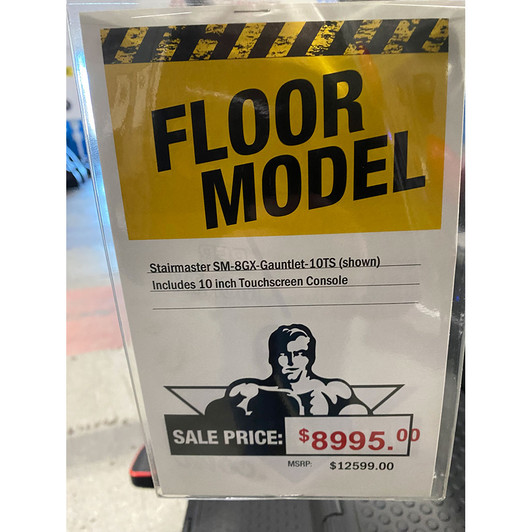 FLOOR
MODEL
Stairmaster SM-8GX-Gauntlet-10TS (shown)
Includes 10 inch Touchscreen Console
SALE PRICE: $8995.00
MSRP: $12599.00